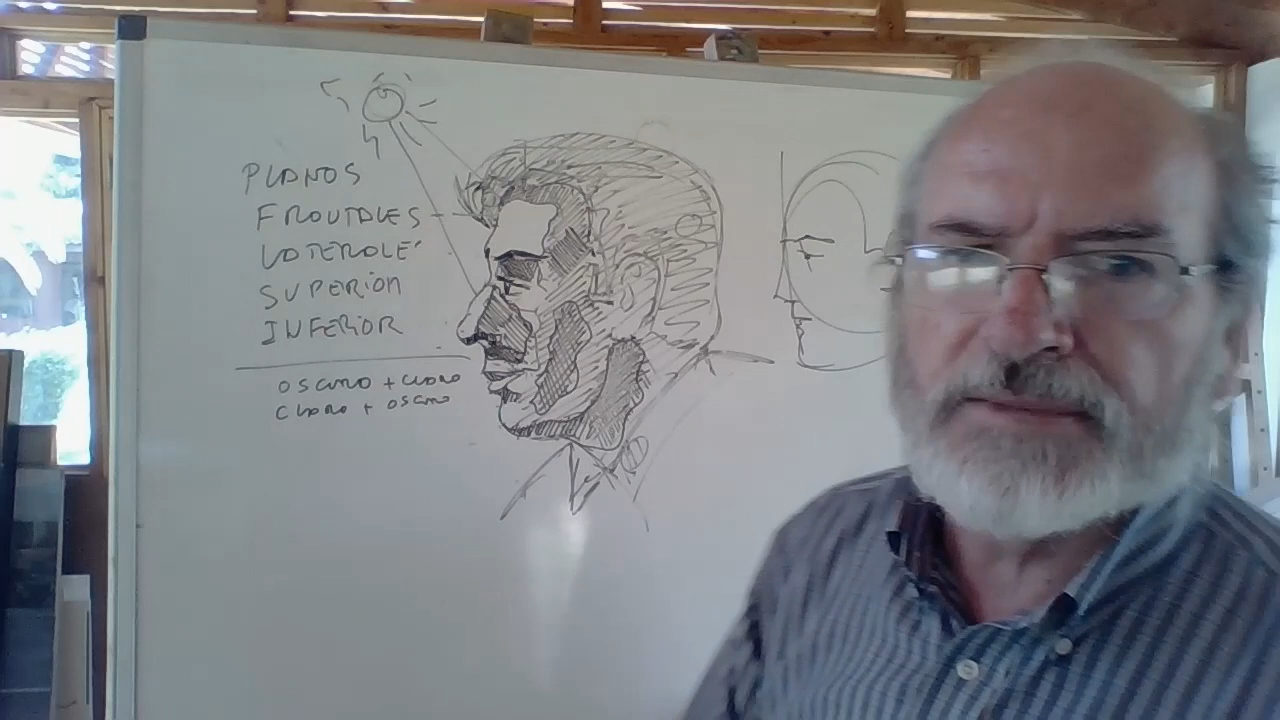 PLANOS
FRONTALES
LATERALES
SUPERIOR
INFERIOR
OSCURO + CLARO
CLARO + OSCURO